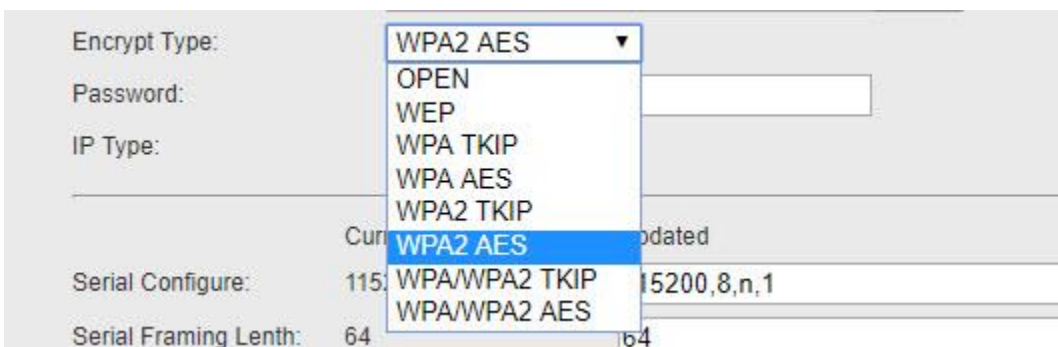 Encrypt Type: WPA2 AES
OPEN
Password:
WEP
IP Type: WPA TKIP
WPA AES
WPA2 TKIP
WPA2 AES
WPA/WPA2 TKIP
Serial Configure: 15200,8,n,1
WPA/WPA2 AES
Serial Framing Lenth: 64 64